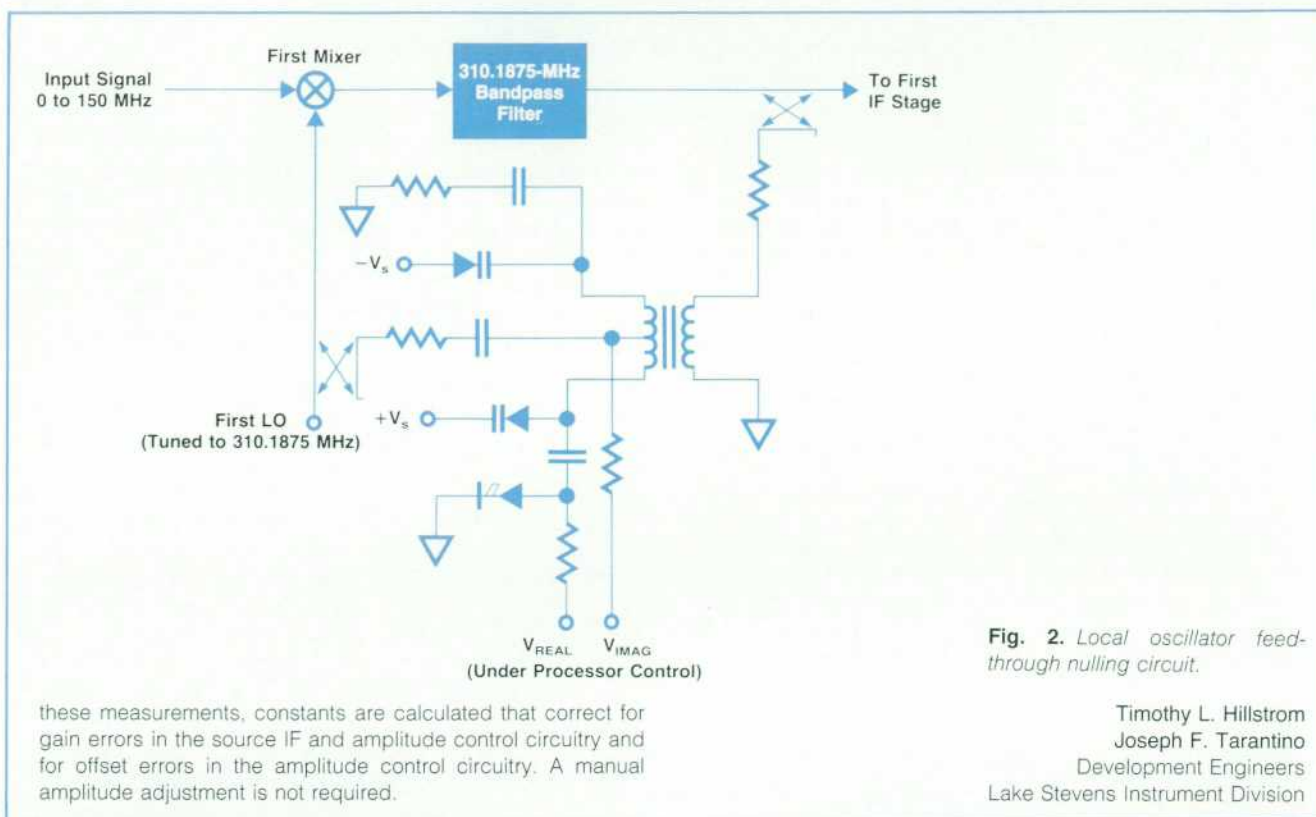 First Mixer
Input Signal
0 to 150 MHz
310.1875-MHz
Bandpass
Filter
To First
IF Stage
−Vs
First LO
(Tuned to 310.1875 MHz)
+Vs
VREAL VIMAG
(Under Processor Control)
Fig. 2. Local oscillator feed-
through nulling circuit.
these measurements, constants are calculated that correct for
gain errors in the source IF and amplitude control circuitry and
for offset errors in the amplitude control circuitry. A manual
amplitude adjustment is not required.
Timothy L. Hillstrom
Joseph F. Tarantino
Development Engineers
Lake Stevens Instrument Division